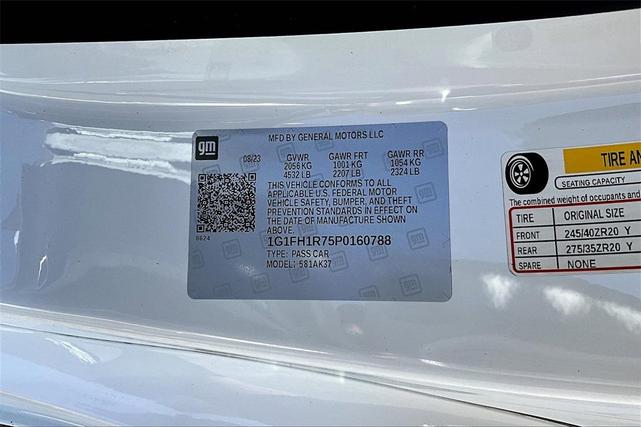 gm
MFD BY GENERAL MOTORS LLC
08/23 GVWR GAWR FRT GAWR RR
2056 KG 1001 KG 1054 KG
4532 LB 2207 LB 2324 LB
THIS VEHICLE CONFORMS TO ALL
APPLICABLE U.S. FEDERAL MOTOR
VEHICLE SAFETY, BUMPER, AND THEFT
PREVENTION STANDARDS IN EFFECT ON
THE DATE OF MANUFACTURE SHOWN
ABOVE.
8624
1G1FH1R75P0160788
TYPE: PASS CAR
MODEL: 581AK37
TIRE AN
SEATING CAPACITY
The combined weight of occupants and
TIRE ORIGINAL SIZE
FRONT 245/40ZR20 Y
REAR 275/35ZR20 Y
SPARE NONE